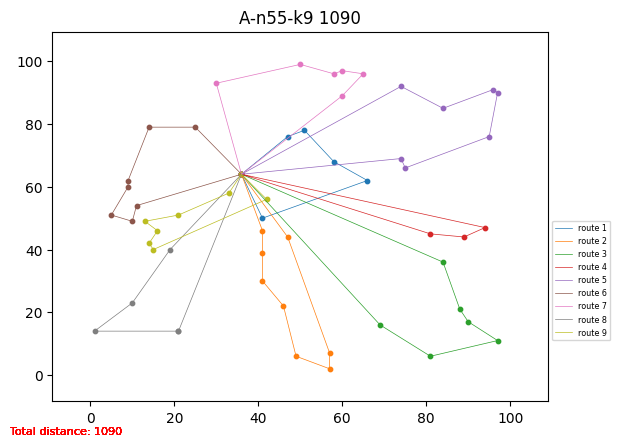 A-n55-k9 1090
100
80
60
40
20
0
0 20 40 60 80 100
route 1
route 2
route 3
route 4
route 5
route 6
route 7
route 8
route 9
Total distance: 1090